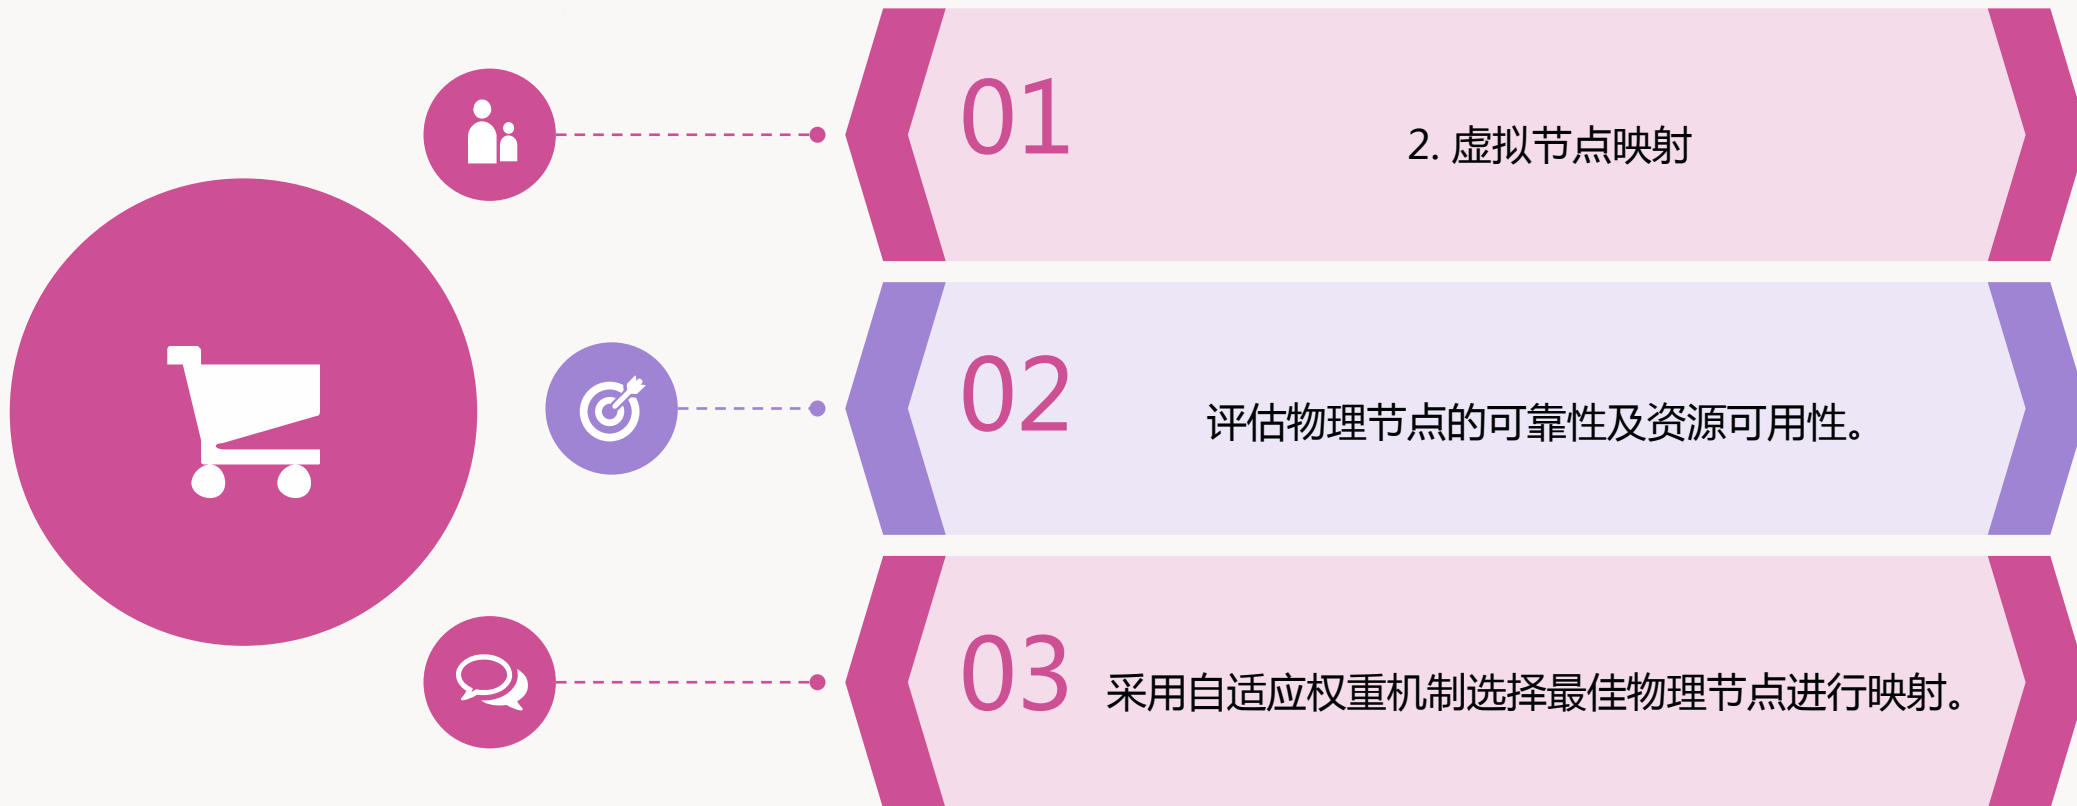 01
2. 虚拟节点映射
02
评估物理节点的可靠性及资源可用性。
03
采用自适应权重机制选择最佳物理节点进行映射。